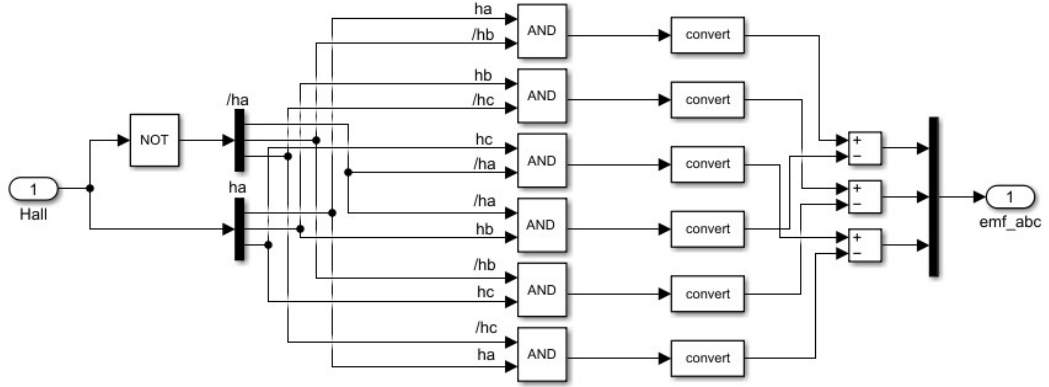 ha
/hb
AND
convert
hb
/hc
AND
convert
/ha
NOT
hc
/ha
AND
convert
+
−
1
Hall
ha
/ha
hb
AND
convert
+
−
1
emf_abc
+
−
/hb
hc
AND
convert
/hc
ha
AND
convert